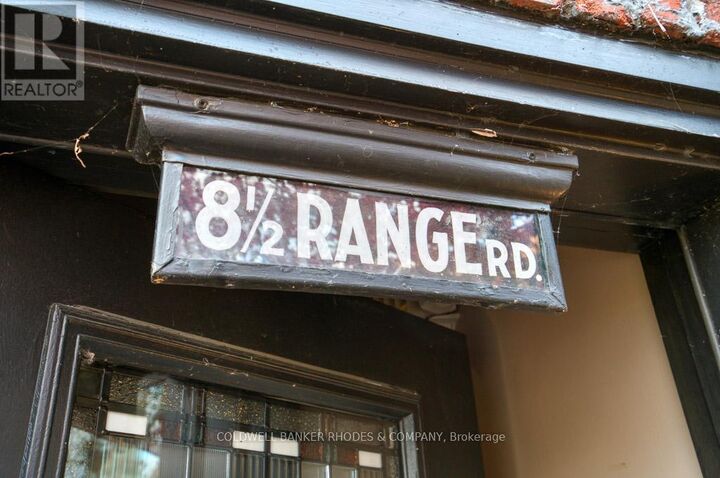 R
REALTOR
8½ RANGE RD.
COLDWELL BANKER RHODES & COMPANY, Brokerage